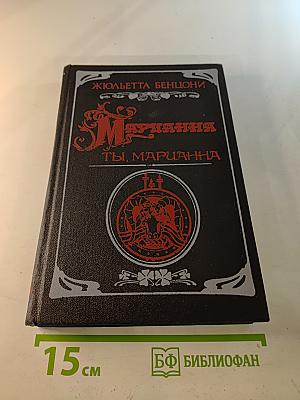 ЖЮЛЬЕТТА БЕНЦОНИ
МАРИАННА
ТЫ, МАРИАННА
15 см
БФ БИБЛИОФАН